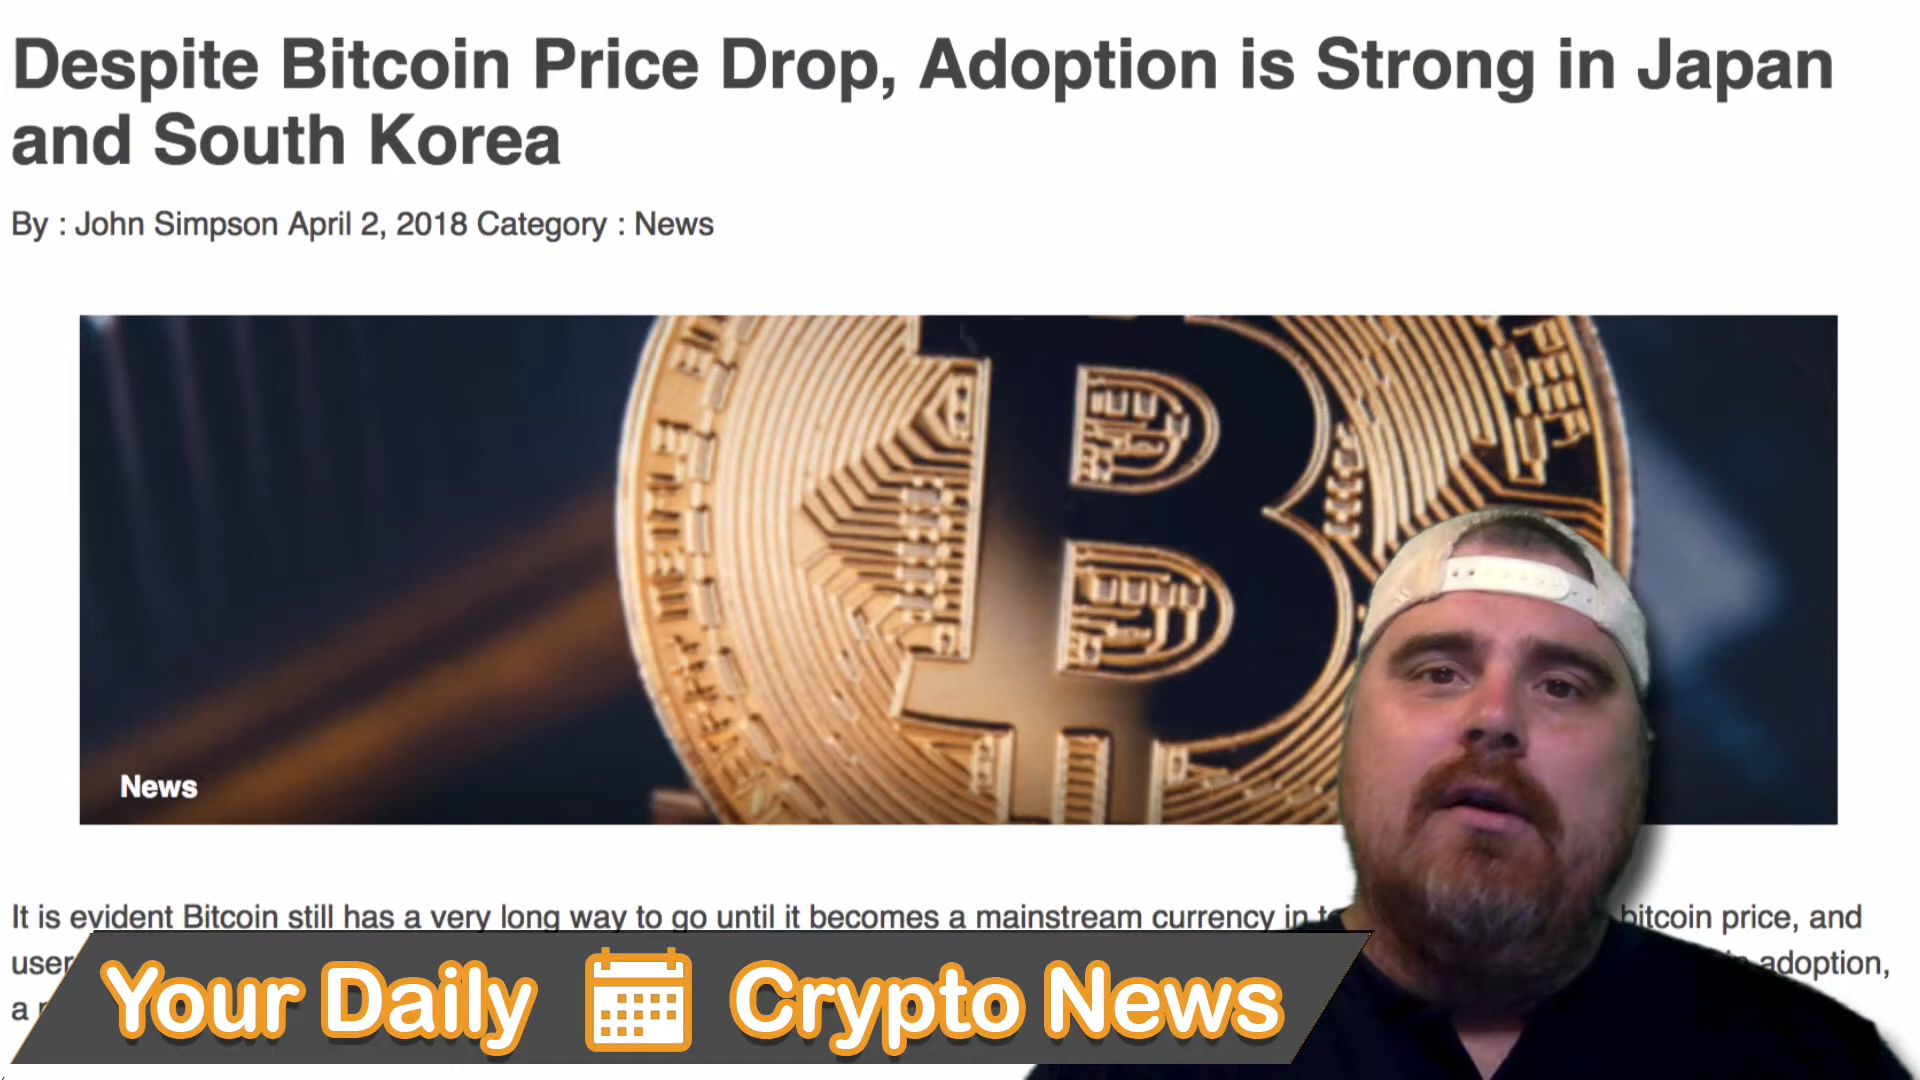 Despite Bitcoin Price Drop, Adoption is Strong in Japan
and South Korea
By : John Simpson April 2, 2018 Category : News
News
It is evident Bitcoin still has a very long way to go until it becomes a mainstream currency in bitcoin price, and
user adoption,
a
Your Daily Crypto News